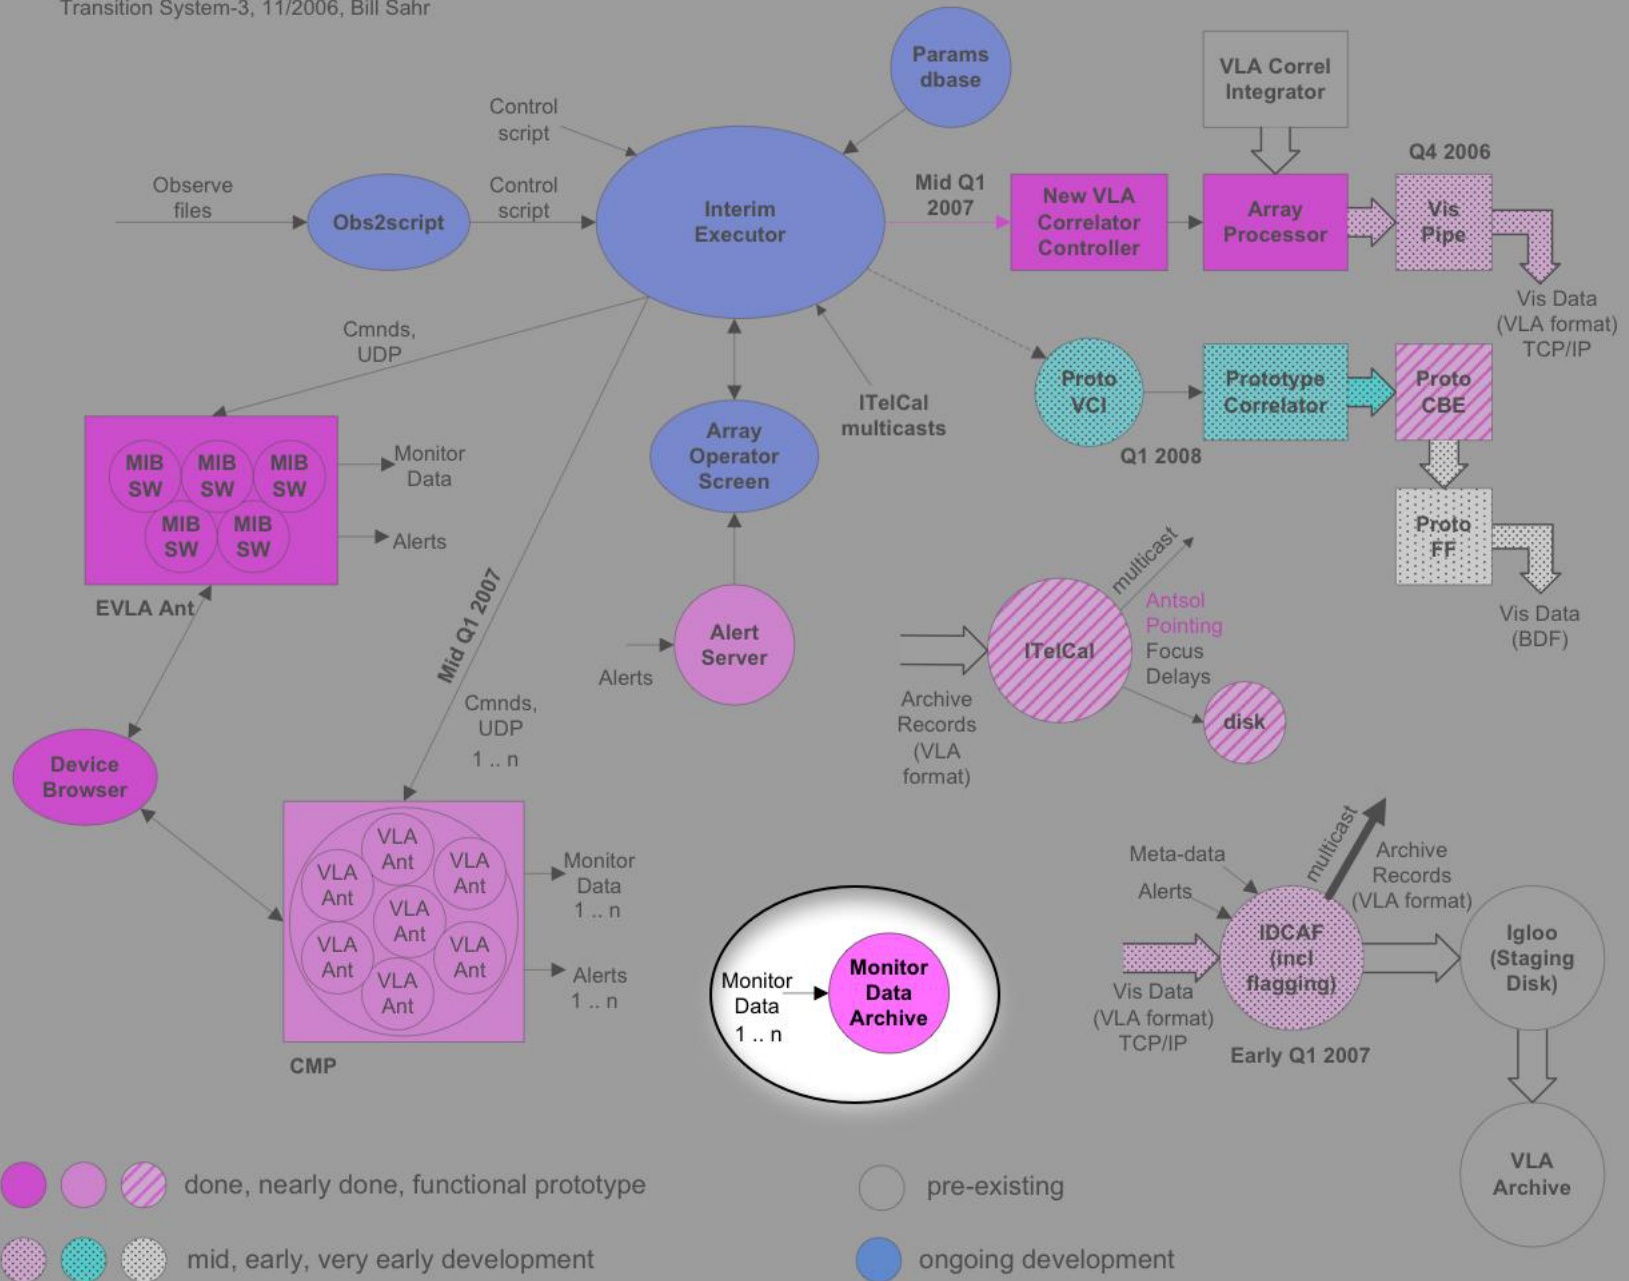 Transition System-3, 11/2006, Bill Sahr
Params
dbase
VLA Correl
Integrator
Control
script
Q4 2006
Observe
files
Obs2script
Control
script
Interim
Executor
Mid Q1
2007
New VLA
Correlator
Controller
Array
Processor
Vis
Pipe
Vis Data
(VLA format)
TCP/IP
Cmnds,
UDP
ITelCal
multicasts
Proto
VCI
Q1 2008
Prototype
Correlator
Proto
CBE
Array
Operator
Screen
MIB
SW
MIB
SW
MIB
SW
MIB
SW
MIB
SW
Monitor
Data
Alerts
EVLA Ant
Proto
FF
Vis Data
(BDF)
Mid Q1 2007
Alerts
Alert
Server
multicast
ITelCal
Antsol
Pointing
Focus
Delays
Archive
Records
(VLA
format)
disk
Cmnds,
UDP
1 .. n
Device
Browser
VLA
Ant
VLA
Ant
VLA
Ant
VLA
Ant
VLA
Ant
VLA
Ant
VLA
Ant
Monitor
Data
1 .. n
Alerts
1 .. n
CMP
Monitor
Data
1 .. n
Monitor
Data
Archive
Meta-data
Alerts
multicast
Archive
Records
(VLA format)
IDCAF
(incl
flagging)
Vis Data
(VLA format)
TCP/IP
Early Q1 2007
Igloo
(Staging
Disk)
VLA
Archive
done, nearly done, functional prototype
pre-existing
mid, early, very early development
ongoing development